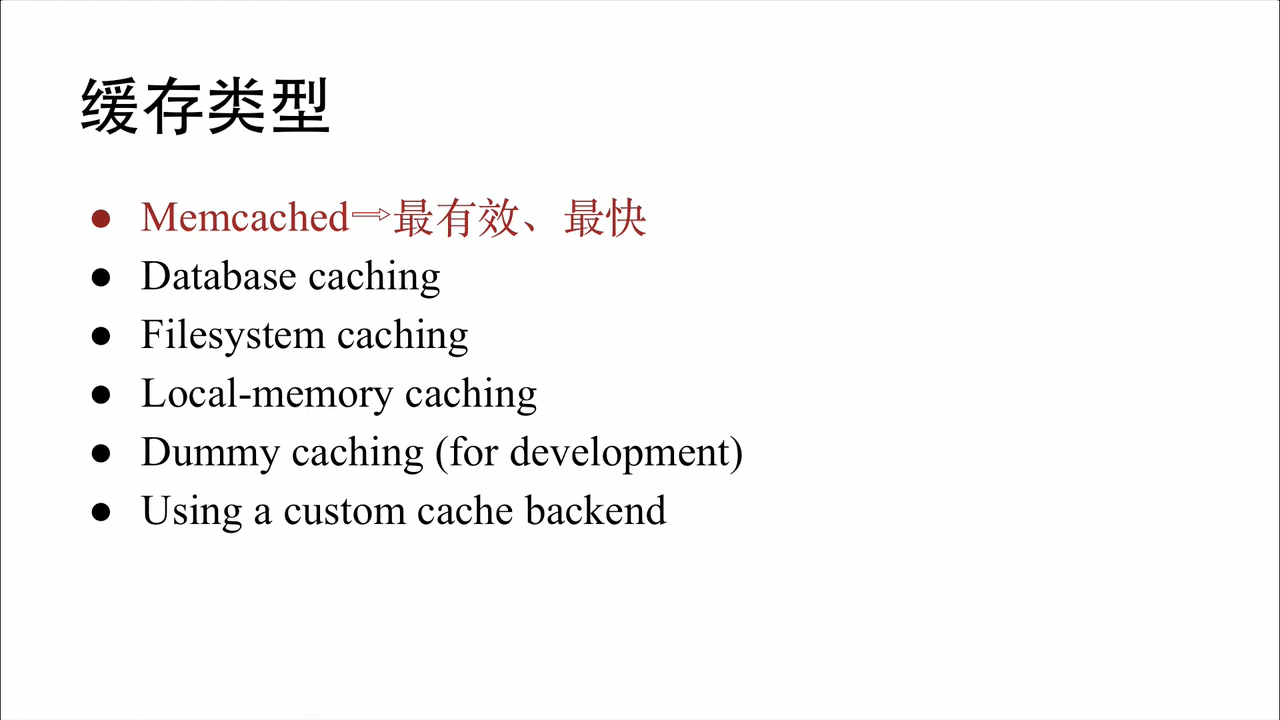 缓存类型
● Memcached⇨最有效、最快
● Database caching
● Filesystem caching
● Local-memory caching
● Dummy caching (for development)
● Using a custom cache backend